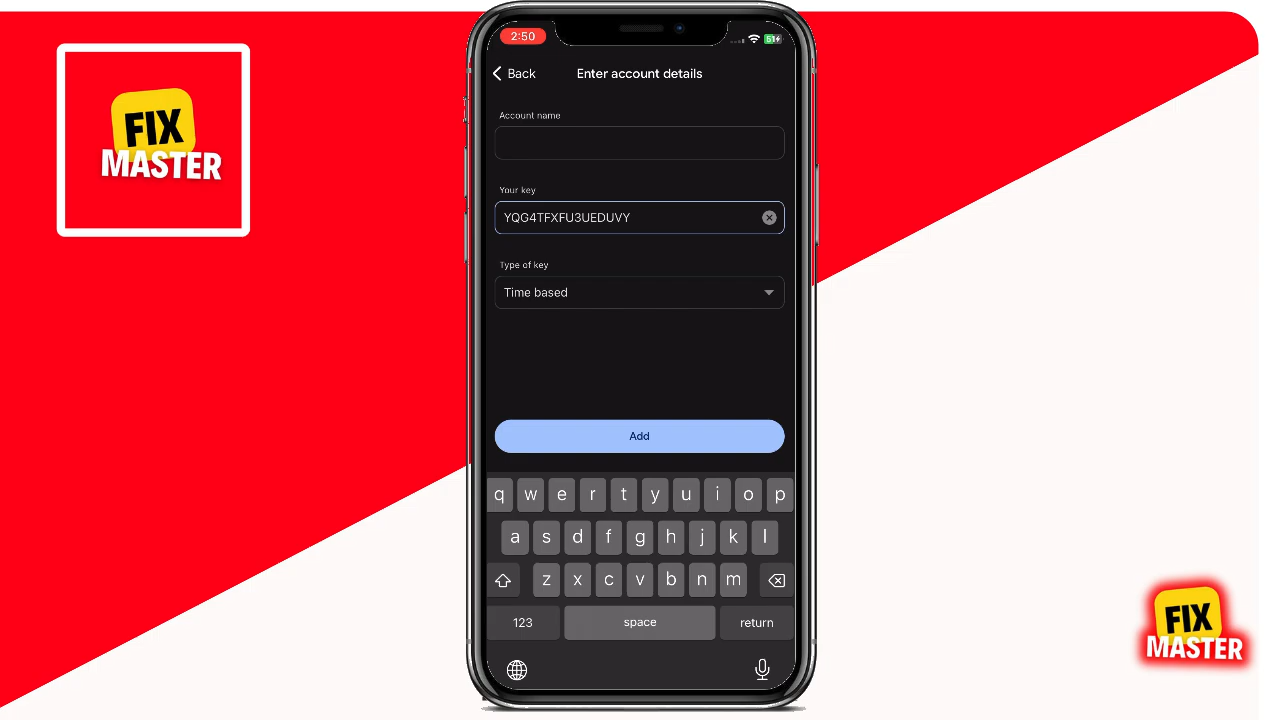 FIX
MASTER
2:50
51
Back
Enter account details
Account name
Your key
YQG4TFXFU3UEDUVY
Type of key
Time based
Add
q w e r t y u i o p
a s d f g h j k l
z x c v b n m
123
space
return
FIX
MASTER